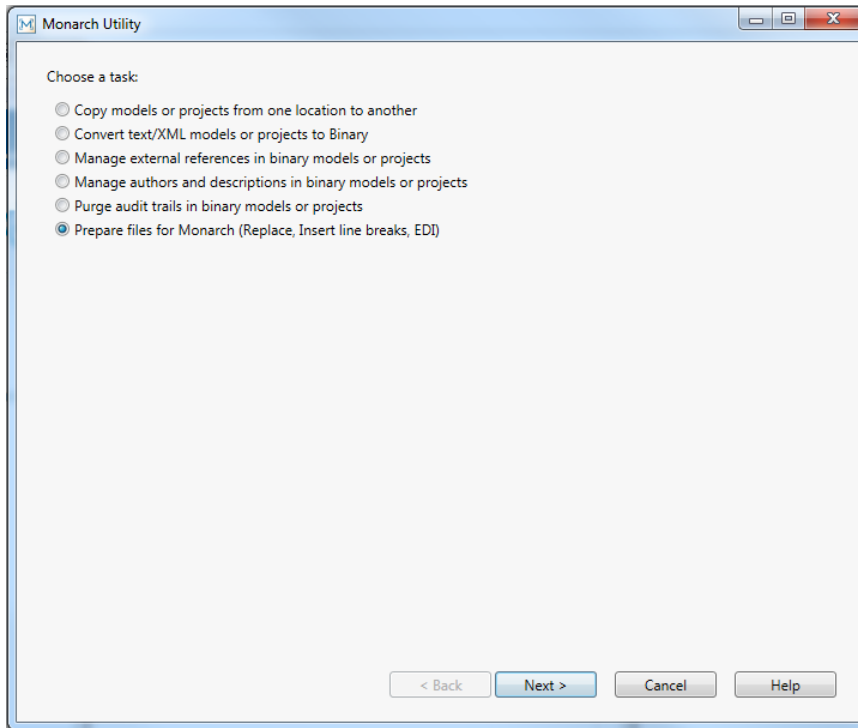 Monarch Utility
Choose a task:
Copy models or projects from one location to another
Convert text/XML models or projects to Binary
Manage external references in binary models or projects
Manage authors and descriptions in binary models or projects
Purge audit trails in binary models or projects
Prepare files for Monarch (Replace, Insert line breaks, EDI)
< Back Next > Cancel Help